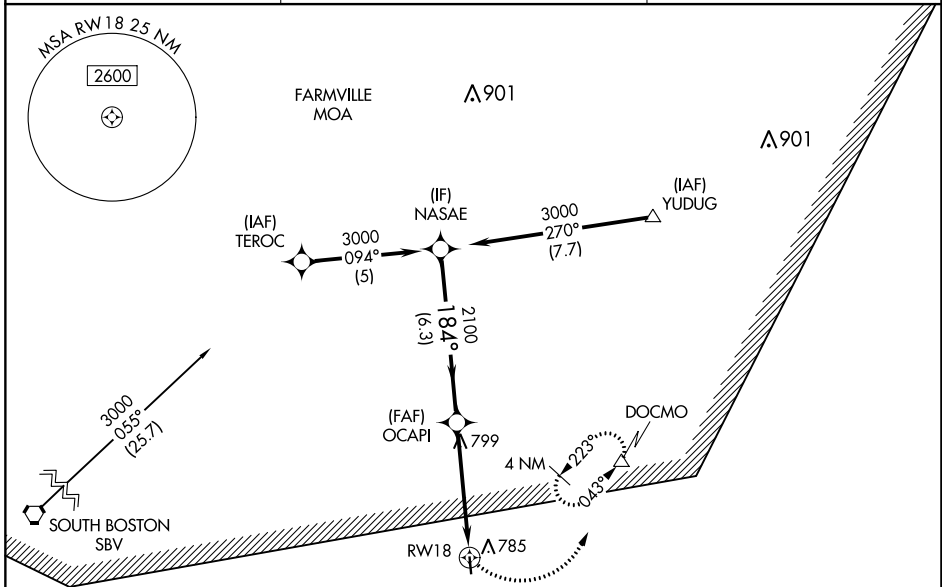 MSA RW18 25 NM
2600
FARMVILLE
MOA
901
901
(IAF)
TEROC
3000
094°
(5)
(IF)
NASAE
3000
270°
(7.7)
(IAF)
YUDUG
2100
184°
(6.3)
3000
055°
(25.7)
(FAF)
OCAPI
799
DOCMO
4 NM
223°
043°
SOUTH BOSTON
SBV
RW18
785